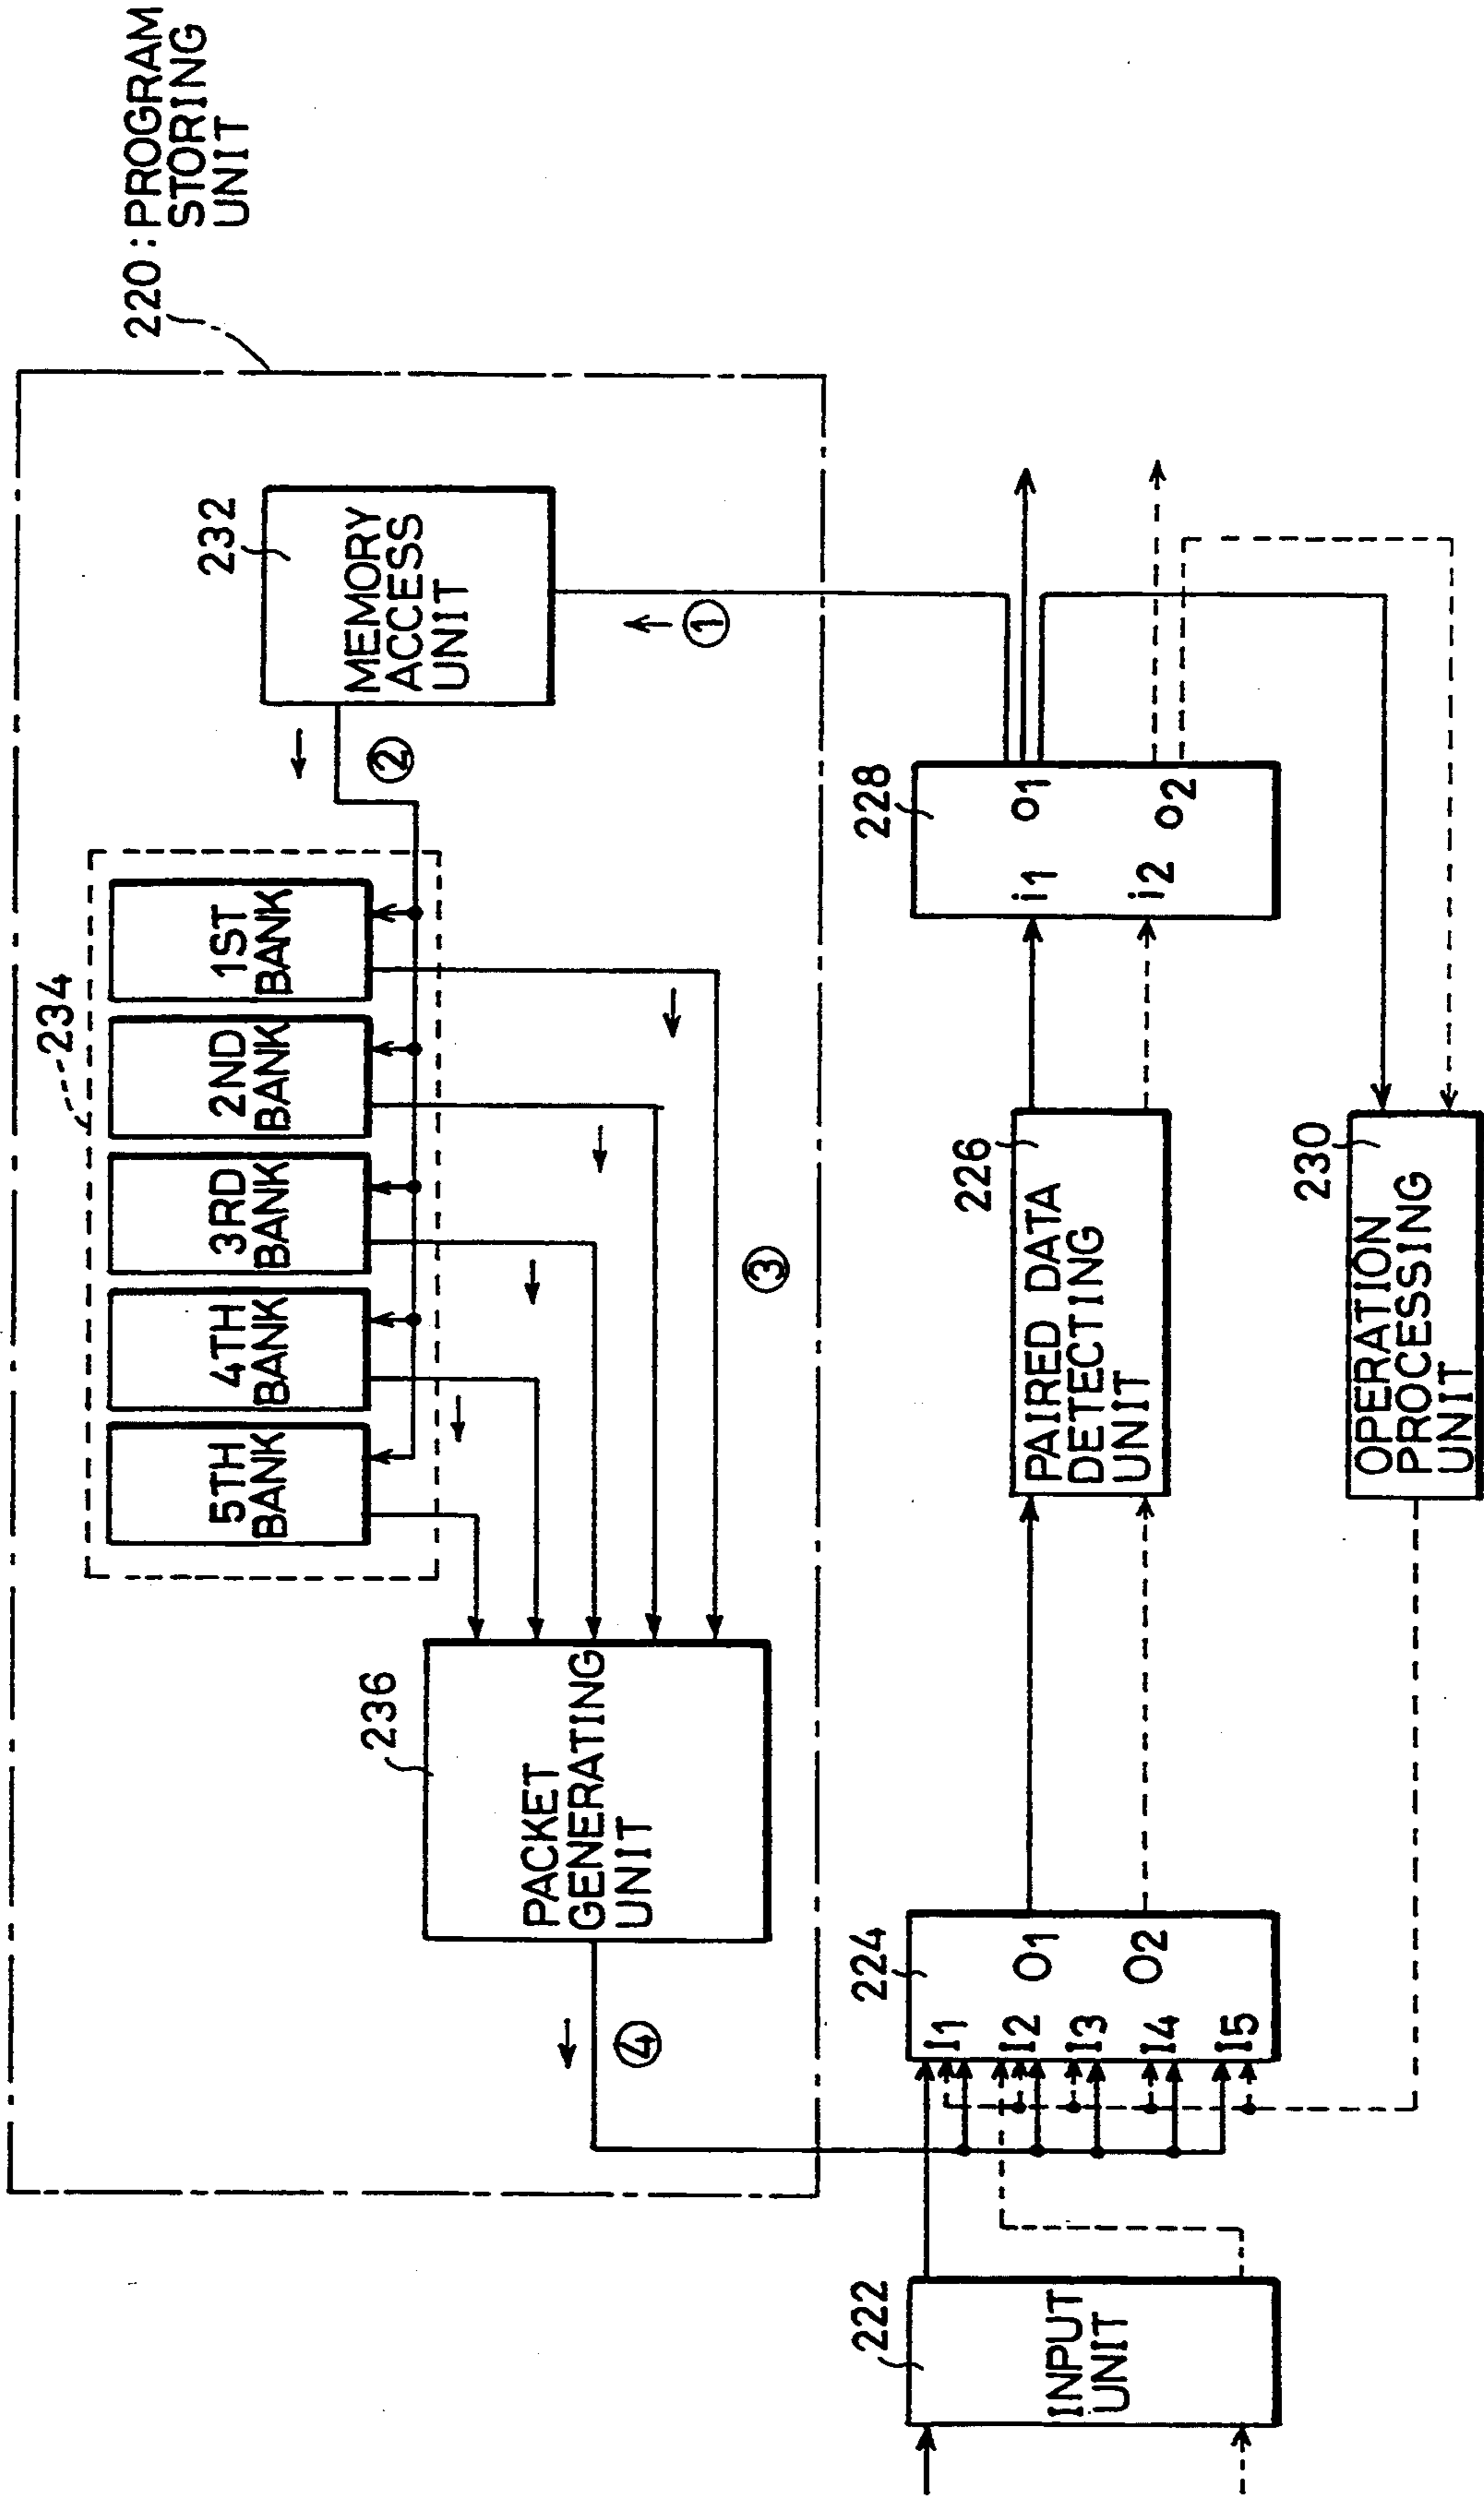 220:PROGRAM
STORING
UNIT
234
232
MEMORY
ACCESS
UNIT
①
②
1ST
BANK
2ND
BANK
3RD
BANK
4TH
BANK
5TH
BANK
③
236
PACKET
GENERATING
UNIT
④
222
INPUT
UNIT
224
I1
I2
I3
I4
I5
O1
O2
226
PAIRED DATA
DETECTING
UNIT
228
i1
i2
o1
o2
230
OPERATION
PROCESSING
UNIT